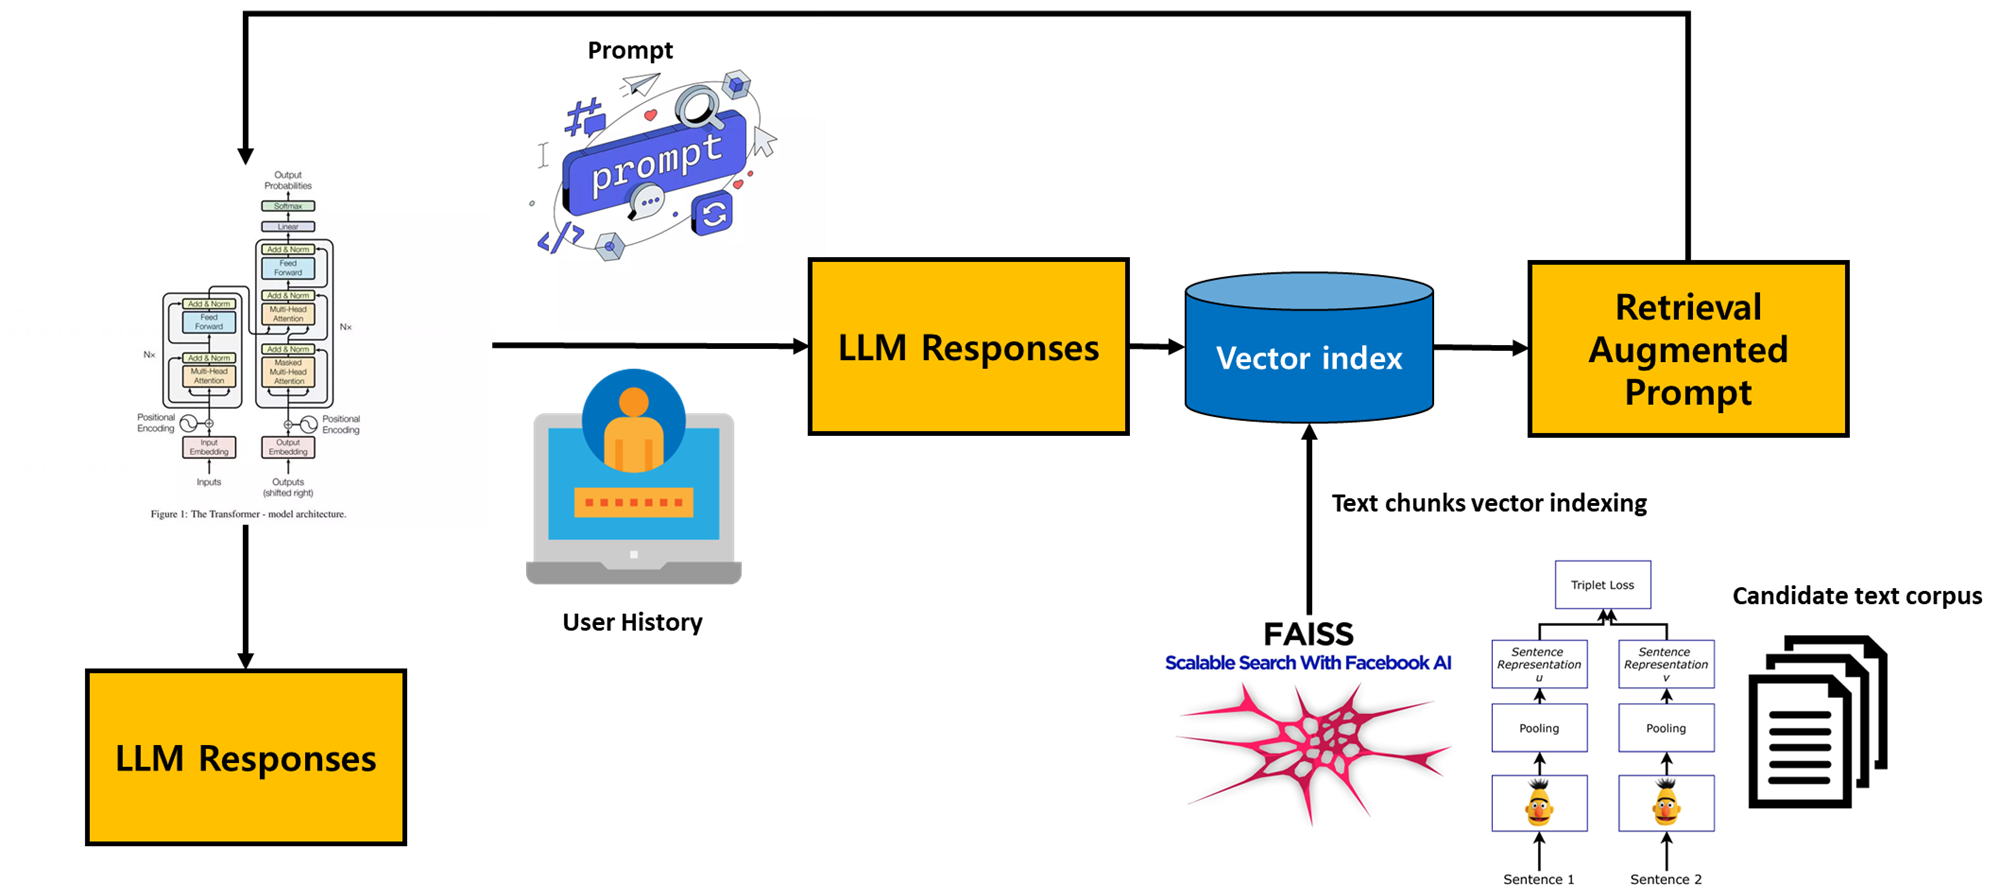 Prompt
prompt
</>
Output
Probabilities
Softmax
Linear
Add & Norm
Feed
Forward
Add & Norm
Multi-Head
Attention
Nx
Add & Norm
Masked
Multi-Head
Attention
Add & Norm
Feed
Forward
Nx
Add & Norm
Multi-Head
Attention
Positional
Encoding
Positional
Encoding
Input
Embedding
Output
Embedding
Inputs
Outputs
(shifted right)
Figure 1: The Transformer - model architecture.
User History
LLM Responses
Vector index
Retrieval
Augmented
Prompt
Text chunks vector indexing
FAISS
Scalable Search With Facebook AI
Triplet Loss
Sentence
Representation
u
Sentence
Representation
v
Pooling
Pooling
Sentence 1
Sentence 2
Candidate text corpus
LLM Responses